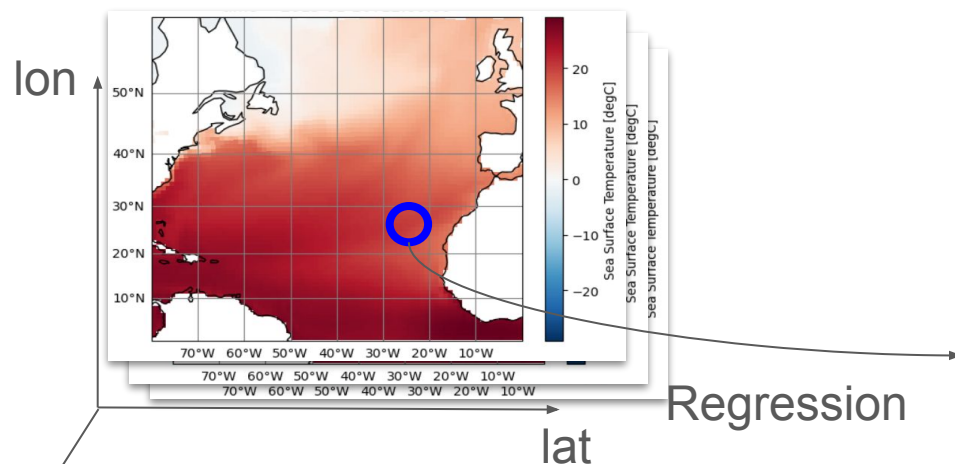 lon
50°N
40°N
30°N
20°N
10°N
70°W 60°W 50°W 40°W 30°W 20°W 10°W
20
10
0
−10
−20
Sea Surface Temperature [degC]
Sea Surface Temperature [degC]
Sea Surface Temperature [degC]
70°W 60°W 50°W 40°W 30°W 20°W 10°W
70°W 60°W 50°W 40°W 30°W 20°W 10°W
Regression
lat